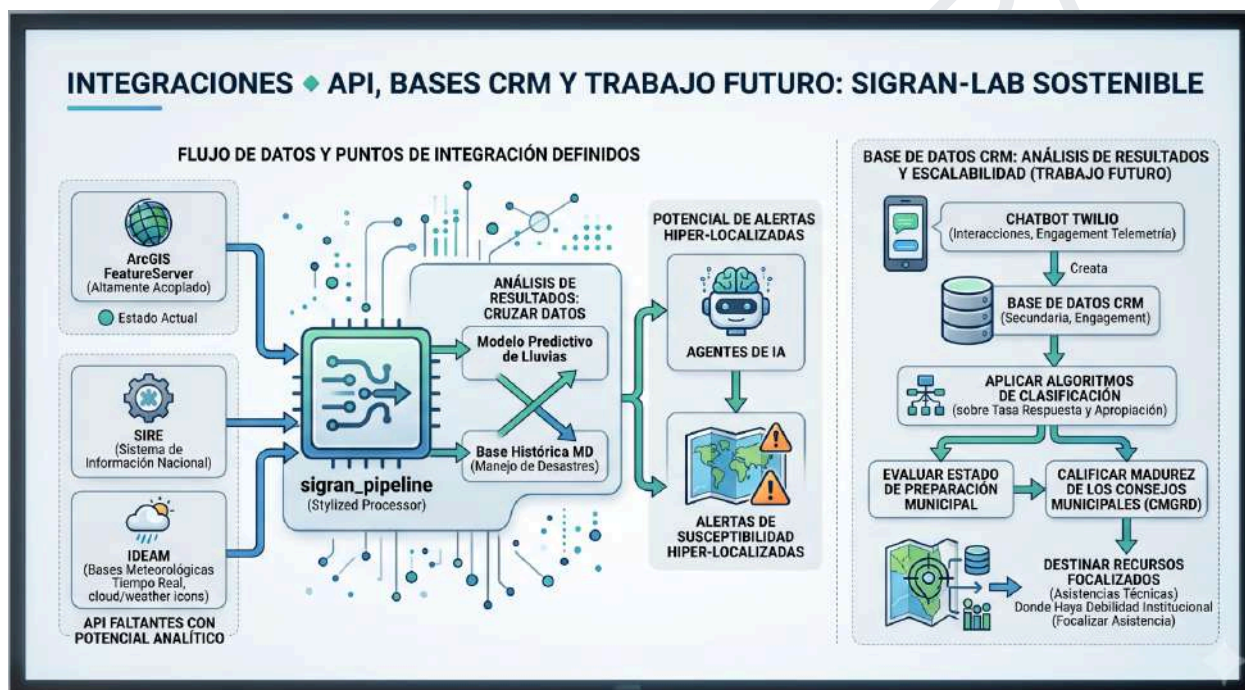 INTEGRACIONES ◆ API, BASES CRM Y TRABAJO FUTURO: SIGRAN-LAB SOSTENIBLE
FLUJO DE DATOS Y PUNTOS DE INTEGRACIÓN DEFINIDOS
ArcGIS
FeatureServer
(Altamente Acoplado)
Estado Actual
SIRE
(Sistema de
Información Nacional)
IDEAM
(Bases Meteorológicas
Tiempo Real,
cloud/weather icons)
API FALTANTES CON
POTENCIAL ANALÍTICO
sigran_pipeline
(Stylized Processor)
ANÁLISIS DE
RESULTADOS:
CRUZAR DATOS
Modelo Predictivo
de Lluvias
Base Histórica MD
(Manejo de Desastres)
POTENCIAL DE ALERTAS
HIPER-LOCALIZADAS
AGENTES DE IA
ALERTAS DE
SUSCEPTIBILIDAD
HIPER-LOCALIZADAS
BASE DE DATOS CRM: ANÁLISIS DE RESULTADOS
Y ESCALABILIDAD (TRABAJO FUTURO)
CHATBOT TWILIO
(Interacciones, Engagement Telemetría)
Creata
BASE DE DATOS CRM
(Secundaria, Engagement)
APLICAR ALGORITMOS
DE CLASIFICACIÓN
(sobre Tasa Respuesta y Apropiación)
EVALUAR ESTADO
DE PREPARACIÓN
MUNICIPAL
CALIFICAR MADUREZ
DE LOS CONSEJOS
MUNICIPALES (CMGRD)
DESTINAR RECURSOS
FOCALIZADOS
(Asistencias Técnicas)
Donde Haya Debilidad Institucional
(Focalizar Asistencia)